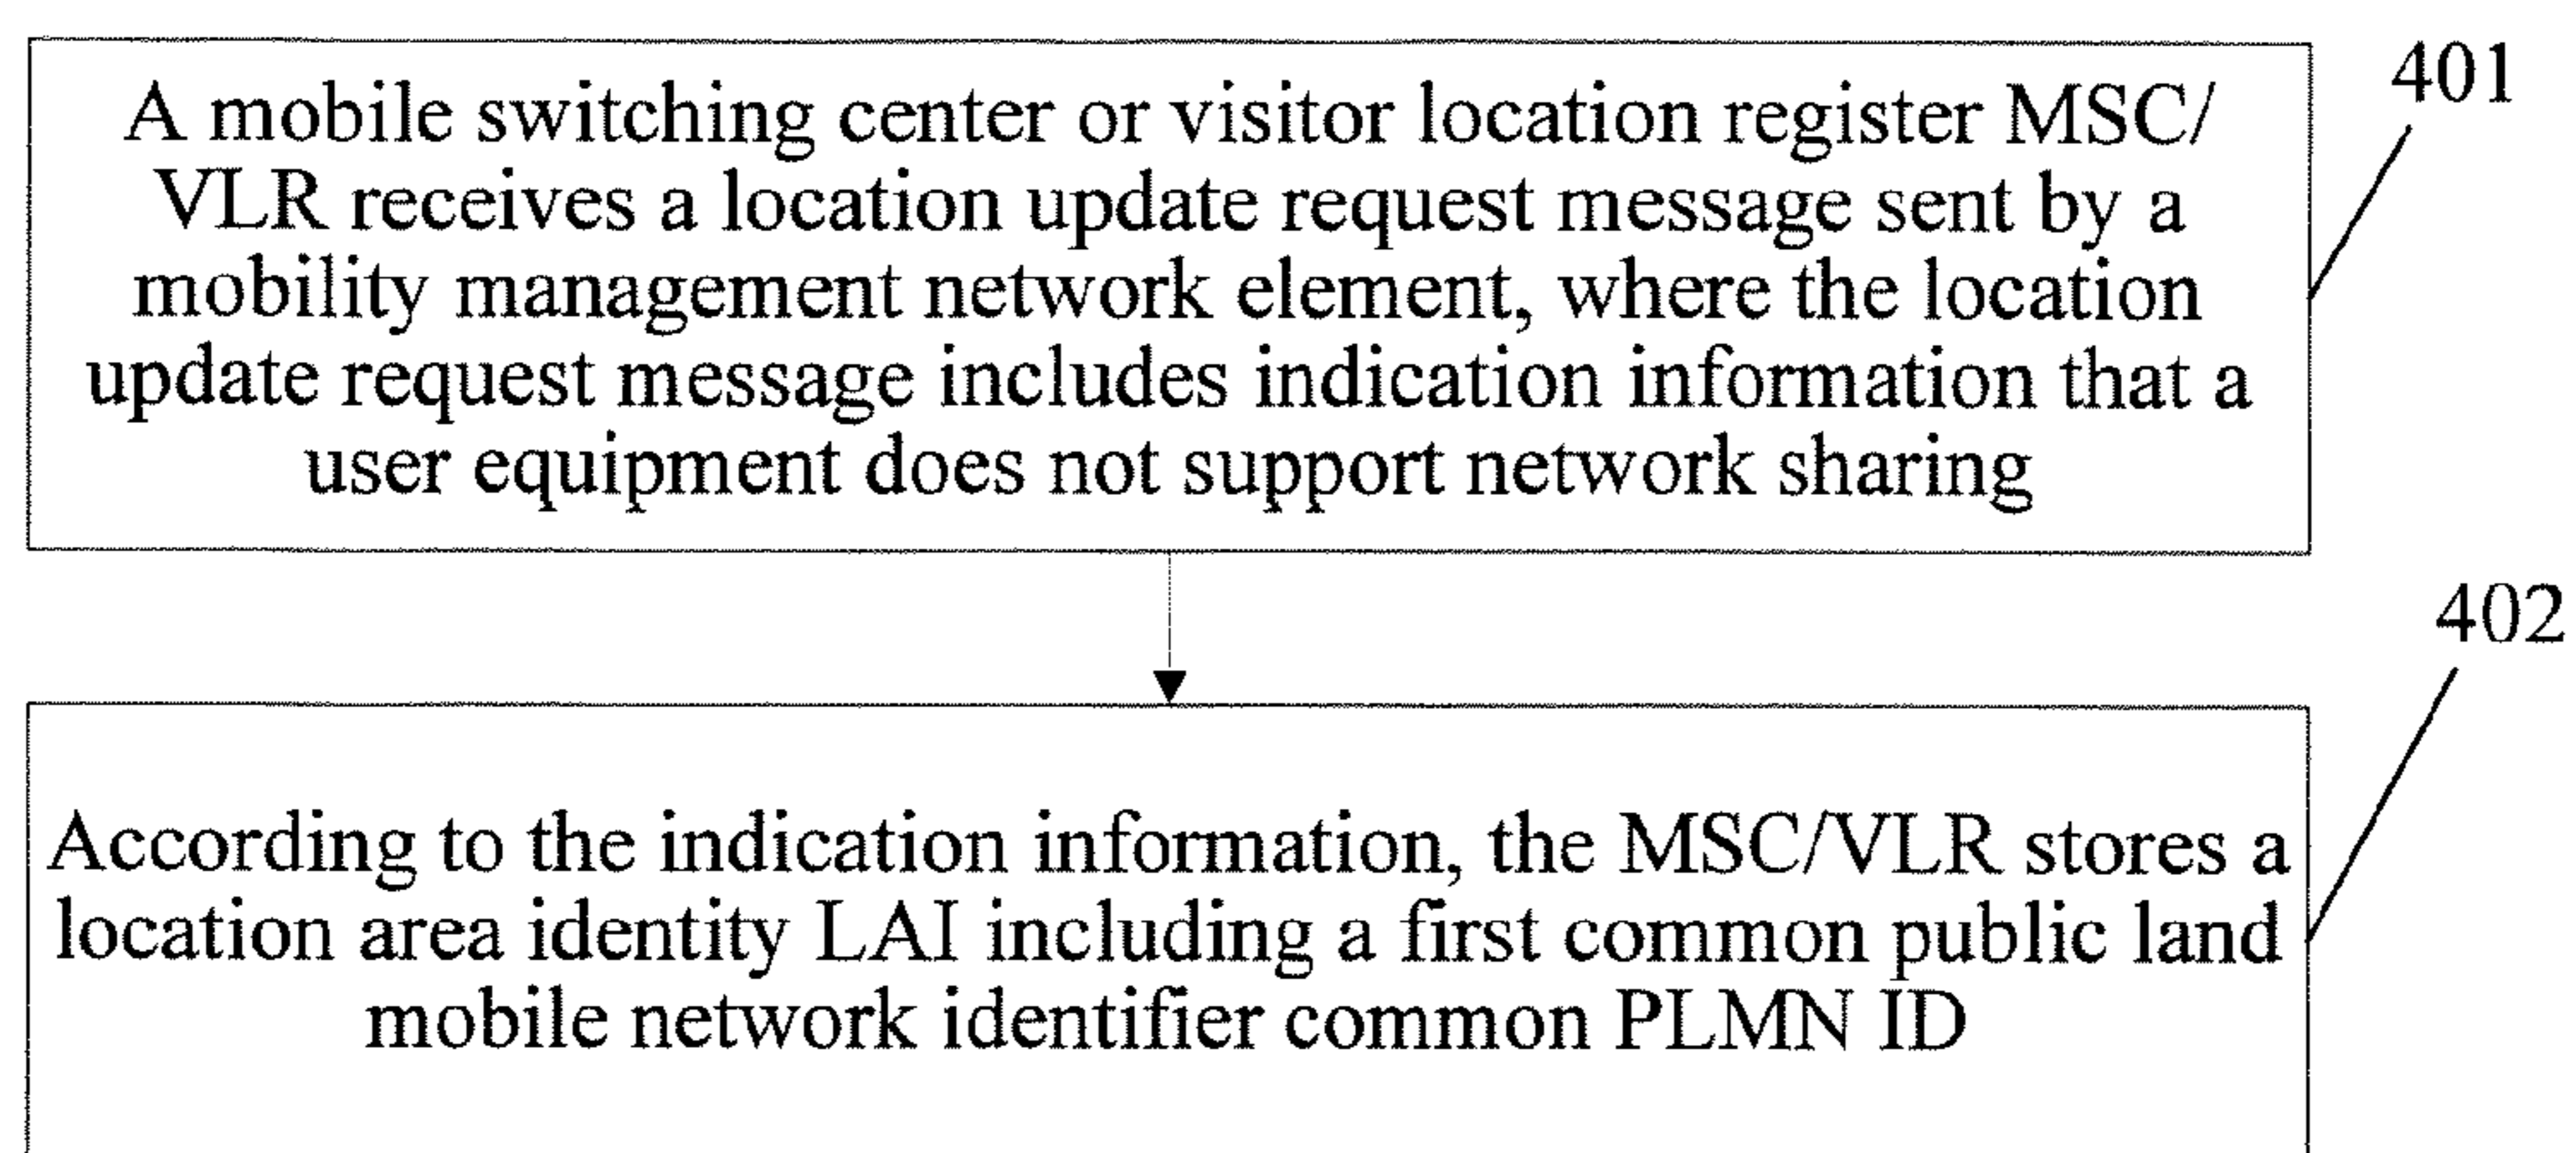 A mobile switching center or visitor location register MSC/
VLR receives a location update request message sent by a
mobility management network element, where the location
update request message includes indication information that a
user equipment does not support network sharing
401
402
According to the indication information, the MSC/VLR stores a
location area identity LAI including a first common public land
mobile network identifier common PLMN ID